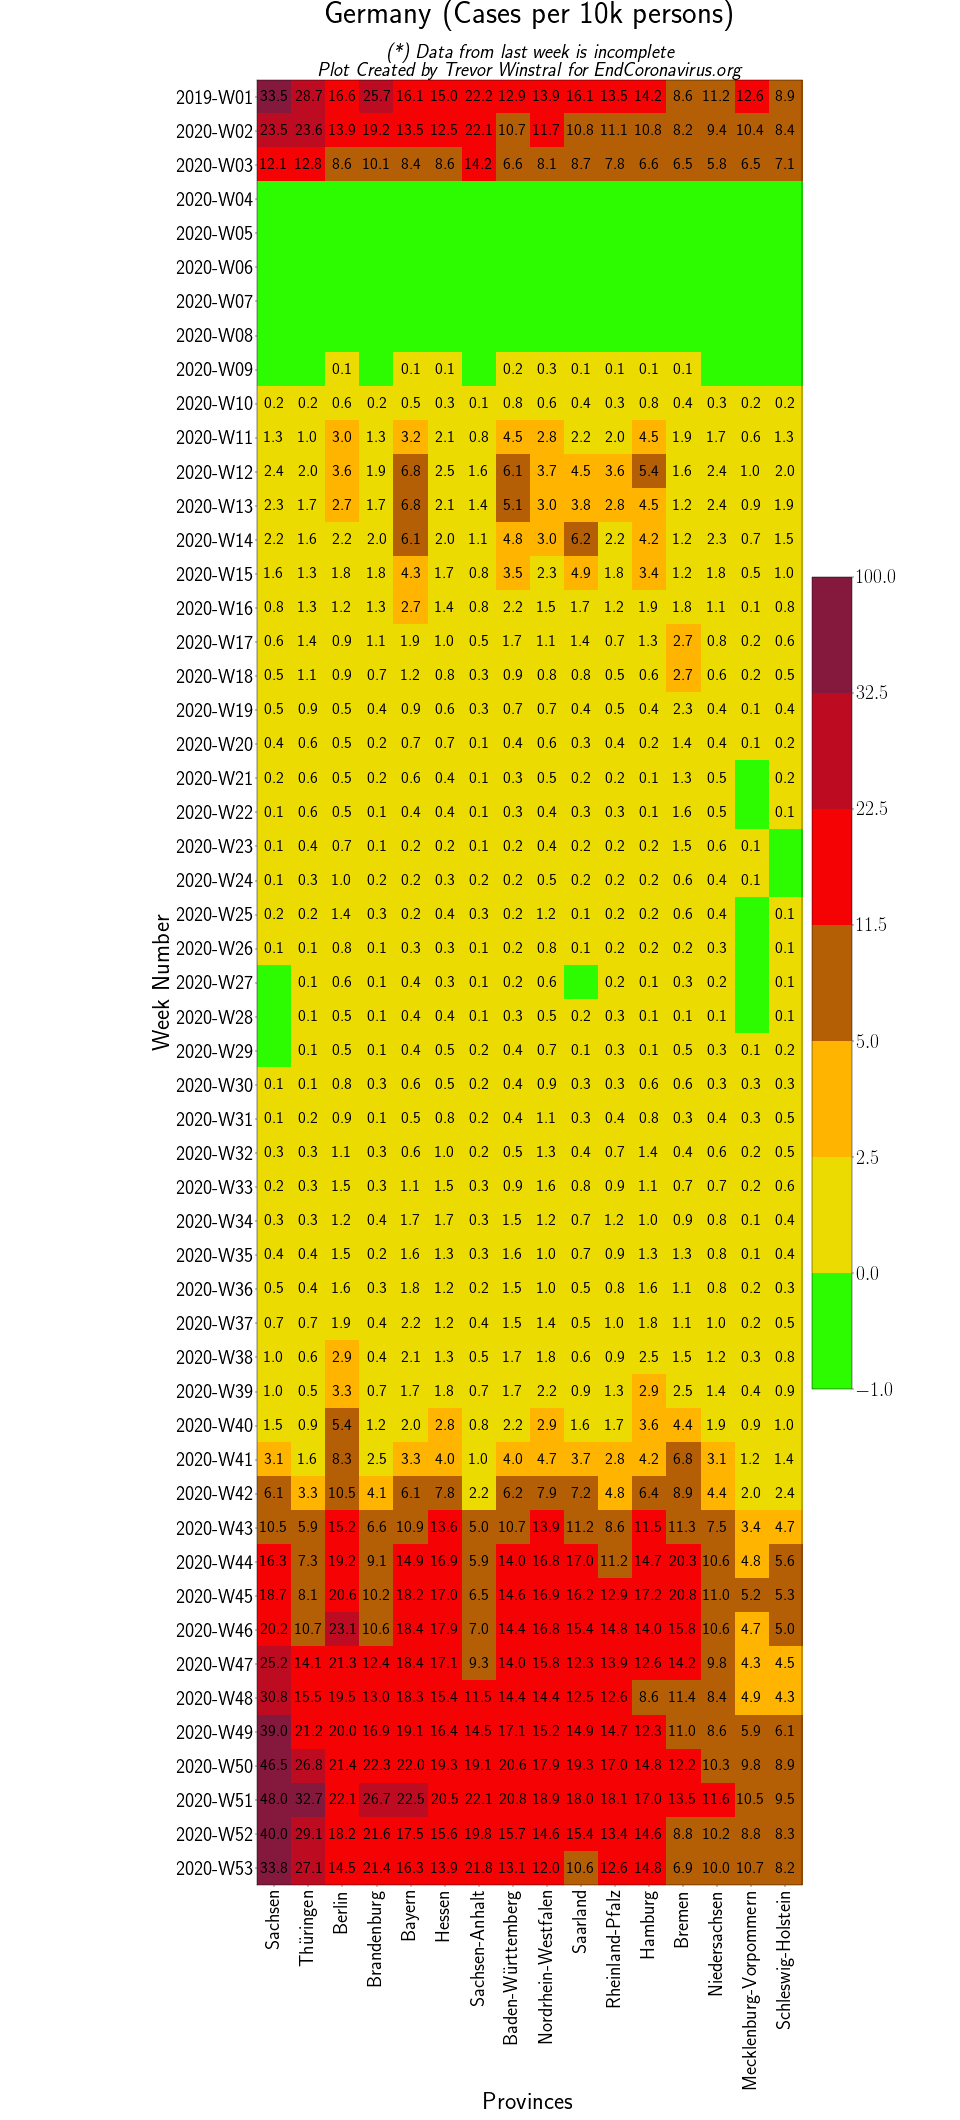 Germany (Cases per 10k persons)
(*) Data from last week is incomplete
Plot Created by Trevor Winstral for EndCoronavirus.org
2019-W01 33.5 28.7 16.6 25.7 16.1 15.0 22.2 12.9 13.9 16.1 13.5 14.2 8.6 11.2 12.6 8.9
2020-W02 23.5 23.6 13.9 19.2 13.5 12.5 22.1 10.7 11.7 10.8 11.1 10.8 8.2 9.4 10.4 8.4
2020-W03 12.1 12.8 8.6 10.1 8.4 8.6 14.2 6.6 8.1 8.7 7.8 6.6 6.5 5.8 6.5 7.1
2020-W04
2020-W05
2020-W06
2020-W07
2020-W08
2020-W09 0.1 0.1 0.1 0.2 0.3 0.1 0.1 0.1 0.1
2020-W10 0.2 0.2 0.6 0.2 0.5 0.3 0.1 0.8 0.6 0.4 0.3 0.8 0.4 0.3 0.2 0.2
2020-W11 1.3 1.0 3.0 1.3 3.2 2.1 0.8 4.5 2.8 2.2 2.0 4.5 1.9 1.7 0.6 1.3
2020-W12 2.4 2.0 3.6 1.9 6.8 2.5 1.6 6.1 3.7 4.5 3.6 5.4 1.6 2.4 1.0 2.0
2020-W13 2.3 1.7 2.7 1.7 6.8 2.1 1.4 5.1 3.0 3.8 2.8 4.5 1.2 2.4 0.9 1.9
2020-W14 2.2 1.6 2.2 2.0 6.1 2.0 1.1 4.8 3.0 6.2 2.2 4.2 1.2 2.3 0.7 1.5
2020-W15 1.6 1.3 1.8 1.8 4.3 1.7 0.8 3.5 2.3 4.9 1.8 3.4 1.2 1.8 0.5 1.0
2020-W16 0.8 1.3 1.2 1.3 2.7 1.4 0.8 2.2 1.5 1.7 1.2 1.9 1.8 1.1 0.1 0.8
2020-W17 0.6 1.4 0.9 1.1 1.9 1.0 0.5 1.7 1.1 1.4 0.7 1.3 2.7 0.8 0.2 0.6
2020-W18 0.5 1.1 0.9 0.7 1.2 0.8 0.3 0.9 0.8 0.8 0.5 0.6 2.7 0.6 0.2 0.5
2020-W19 0.5 0.9 0.5 0.4 0.9 0.6 0.3 0.7 0.7 0.4 0.5 0.4 2.3 0.4 0.1 0.4
2020-W20 0.4 0.6 0.5 0.2 0.7 0.7 0.1 0.4 0.6 0.3 0.4 0.2 1.4 0.4 0.1 0.2
2020-W21 0.2 0.6 0.5 0.2 0.6 0.4 0.1 0.3 0.5 0.2 0.2 0.1 1.3 0.5 0.2
2020-W22 0.1 0.6 0.5 0.1 0.4 0.4 0.1 0.3 0.4 0.3 0.3 0.1 1.6 0.5 0.1
2020-W23 0.1 0.4 0.7 0.1 0.2 0.2 0.1 0.2 0.4 0.2 0.2 0.2 1.5 0.6 0.1
2020-W24 0.1 0.3 1.0 0.2 0.2 0.3 0.2 0.2 0.5 0.2 0.2 0.2 0.6 0.4 0.1
2020-W25 0.2 0.2 1.4 0.3 0.2 0.4 0.3 0.2 1.2 0.1 0.2 0.2 0.6 0.4 0.1
2020-W26 0.1 0.1 0.8 0.1 0.3 0.3 0.1 0.2 0.8 0.1 0.2 0.2 0.2 0.3 0.1
2020-W27 0.1 0.6 0.1 0.4 0.3 0.1 0.2 0.6 0.2 0.1 0.3 0.2 0.1
2020-W28 0.1 0.5 0.1 0.4 0.4 0.1 0.3 0.5 0.2 0.3 0.1 0.1 0.1 0.1
2020-W29 0.1 0.5 0.1 0.4 0.5 0.2 0.4 0.7 0.1 0.3 0.1 0.5 0.3 0.1 0.2
2020-W30 0.1 0.1 0.8 0.3 0.6 0.5 0.2 0.4 0.9 0.3 0.3 0.6 0.6 0.3 0.3 0.3
2020-W31 0.1 0.2 0.9 0.1 0.5 0.8 0.2 0.4 1.1 0.3 0.4 0.8 0.3 0.4 0.3 0.5
2020-W32 0.3 0.3 1.1 0.3 0.6 1.0 0.2 0.5 1.3 0.4 0.7 1.4 0.4 0.6 0.2 0.5
2020-W33 0.2 0.3 1.5 0.3 1.1 1.5 0.3 0.9 1.6 0.8 0.9 1.1 0.7 0.7 0.2 0.6
2020-W34 0.3 0.3 1.2 0.4 1.7 1.7 0.3 1.5 1.2 0.7 1.2 1.0 0.9 0.8 0.1 0.4
2020-W35 0.4 0.4 1.5 0.2 1.6 1.3 0.3 1.6 1.0 0.7 0.9 1.3 1.3 0.8 0.1 0.4
2020-W36 0.5 0.4 1.6 0.3 1.8 1.2 0.2 1.5 1.0 0.5 0.8 1.6 1.1 0.8 0.2 0.3
2020-W37 0.7 0.7 1.9 0.4 2.2 1.2 0.4 1.5 1.4 0.5 1.0 1.8 1.1 1.0 0.2 0.5
2020-W38 1.0 0.6 2.9 0.4 2.1 1.3 0.5 1.7 1.8 0.6 0.9 2.5 1.5 1.2 0.3 0.8
2020-W39 1.0 0.5 3.3 0.7 1.7 1.8 0.7 1.7 2.2 0.9 1.3 2.9 2.5 1.4 0.4 0.9
2020-W40 1.5 0.9 5.4 1.2 2.0 2.8 0.8 2.2 2.9 1.6 1.7 3.6 4.4 1.9 0.9 1.0
2020-W41 3.1 1.6 8.3 2.5 3.3 4.0 1.0 4.0 4.7 3.7 2.8 4.2 6.8 3.1 1.2 1.4
2020-W42 6.1 3.3 10.5 4.1 6.1 7.8 2.2 6.2 7.9 7.2 4.8 6.4 8.9 4.4 2.0 2.4
2020-W43 10.5 5.9 15.2 6.6 10.9 13.6 5.0 10.7 13.9 11.2 8.6 11.5 11.3 7.5 3.4 4.7
2020-W44 16.3 7.3 19.2 9.1 14.9 16.9 5.9 14.0 16.8 17.0 11.2 14.7 20.3 10.6 4.8 5.6
2020-W45 18.7 8.1 20.6 10.2 18.2 17.0 6.5 14.6 16.9 16.2 12.9 17.2 20.8 11.0 5.2 5.3
2020-W46 20.2 10.7 23.1 10.6 18.4 17.9 7.0 14.4 16.8 15.4 14.8 14.0 15.8 10.6 4.7 5.0
2020-W47 25.2 14.1 21.3 12.4 18.4 17.1 9.3 14.0 15.8 12.3 13.9 12.6 14.2 9.8 4.3 4.5
2020-W48 30.8 15.5 19.5 13.0 18.3 15.4 11.5 14.4 14.4 12.5 12.6 8.6 11.4 8.4 4.9 4.3
2020-W49 39.0 21.2 20.0 16.9 19.1 16.4 14.5 17.1 15.2 14.9 14.7 12.3 11.0 8.6 5.9 6.1
2020-W50 46.5 26.8 21.4 22.3 22.0 19.3 19.1 20.6 17.9 19.3 17.0 14.8 12.2 10.3 9.8 8.9
2020-W51 48.0 32.7 22.1 26.7 22.5 20.5 22.1 20.8 18.9 18.0 18.1 17.0 13.5 11.6 10.5 9.5
2020-W52 40.0 29.1 18.2 21.6 17.5 15.6 19.8 15.7 14.6 15.4 13.4 14.6 8.8 10.2 8.8 8.3
2020-W53 33.8 27.1 14.5 21.4 16.3 13.9 21.8 13.1 12.0 10.6 12.6 14.8 6.9 10.0 10.7 8.2
Week Number
Sachsen
Thüringen
Berlin
Brandenburg
Bayern
Hessen
Sachsen-Anhalt
Baden-Württemberg
Nordrhein-Westfalen
Saarland
Rheinland-Pfalz
Hamburg
Bremen
Niedersachsen
Mecklenburg-Vorpommern
Schleswig-Holstein
Provinces
100.0
32.5
22.5
11.5
5.0
2.5
0.0
−1.0